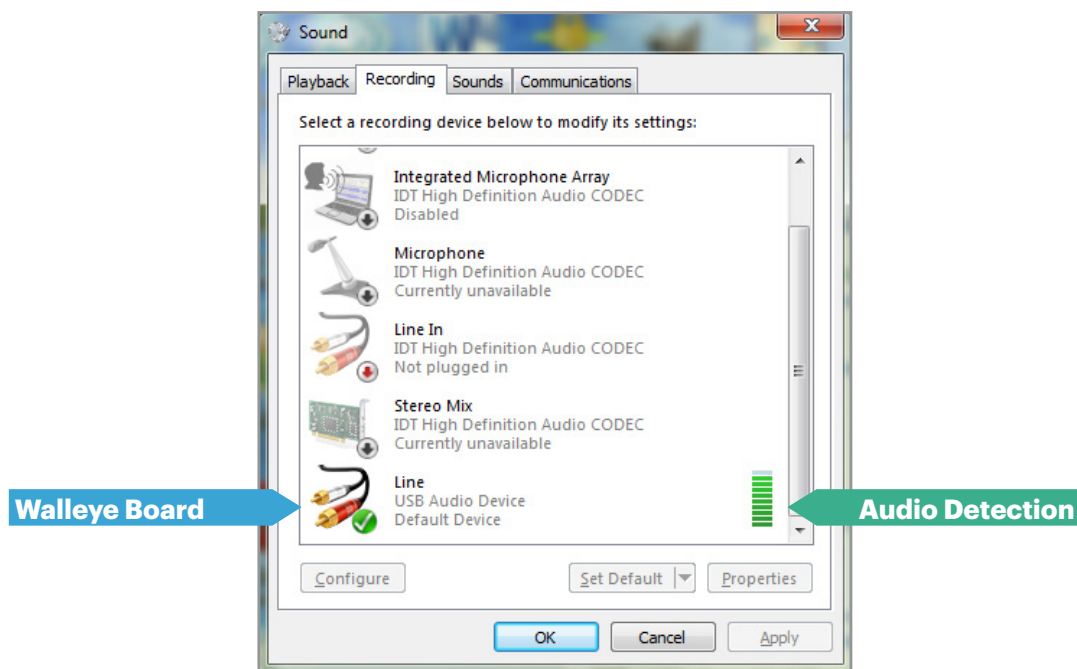 Sound
Playback Recording Sounds Communications
Select a recording device below to modify its settings:
Integrated Microphone Array
IDT High Definition Audio CODEC
Disabled
Microphone
IDT High Definition Audio CODEC
Currently unavailable
Line In
IDT High Definition Audio CODEC
Not plugged in
Stereo Mix
IDT High Definition Audio CODEC
Currently unavailable
Line
USB Audio Device
Default Device
Walleye Board
Audio Detection
Configure Set Default Properties
OK Cancel Apply